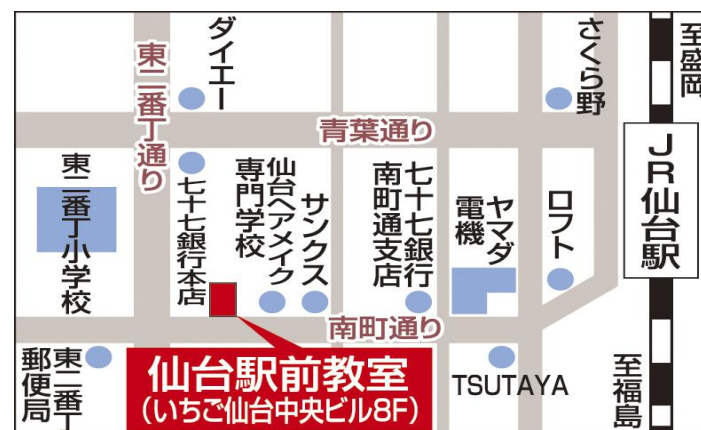 東二番丁通り
ダイエー
さくら野
至盛岡
青葉通り
JR仙台駅
東二番丁小学校
七十七銀行本店
仙台ヘアメイク
専門学校
サンクス
七十七銀行
南町通支店
ヤマダ
電機
ロフト
南町通り
東二番丁
郵便局
仙台駅前教室
(いちご仙台中央ビル8F)
TSUTAYA
至福島